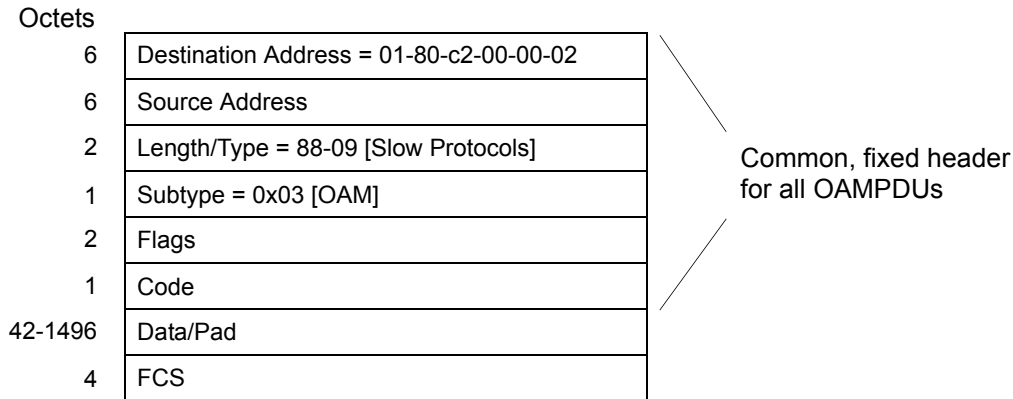 Octets
6 Destination Address = 01-80-c2-00-00-02
6 Source Address
2 Length/Type = 88-09 [Slow Protocols]
1 Subtype = 0x03 [OAM]
2 Flags
1 Code
42-1496 Data/Pad
4 FCS
Common, fixed header
for all OAMPDUs